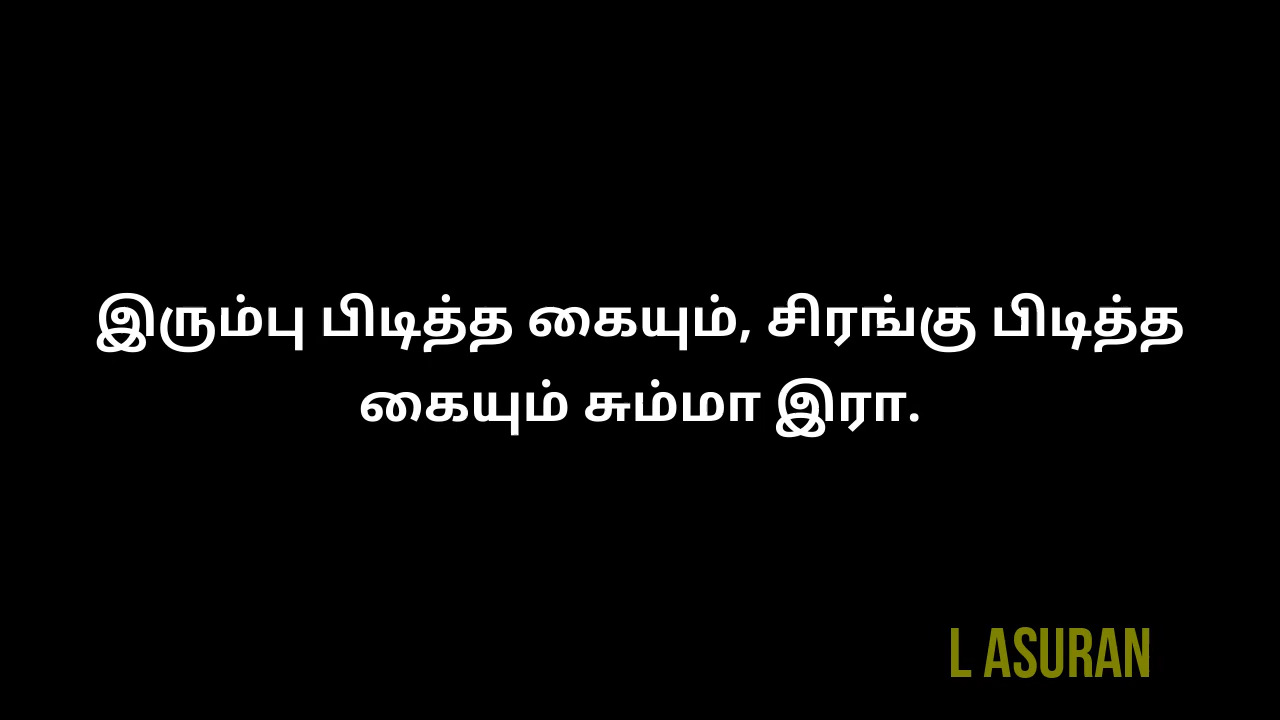 இரும்பு பிடித்த கையும், சிரங்கு பிடித்த
கையும் சும்மா இரா.
L ASURAN